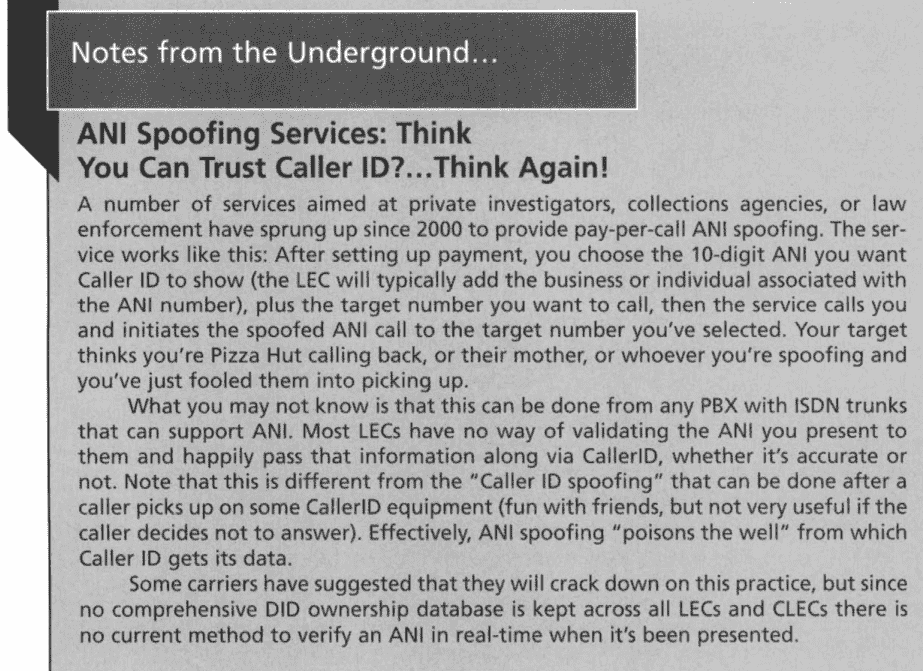 Notes from the Underground...
ANI Spoofing Services: Think
You Can Trust Caller ID?...Think Again!
A number of services aimed at private investigators, collections agencies, or law
enforcement have sprung up since 2000 to provide pay-per-call ANI spoofing. The ser-
vice works like this: After setting up payment, you choose the 10-digit ANI you want
Caller ID to show (the LEC will typically add the business or individual associated with
the ANI number), plus the target number you want to call, then the service calls you
and initiates the spoofed ANI call to the target number you've selected. Your target
thinks you're Pizza Hut calling back, or their mother, or whoever you're spoofing and
you've just fooled them into picking up.
What you may not know is that this can be done from any PBX with ISDN trunks
that can support ANI. Most LECs have no way of validating the ANI you present to
them and happily pass that information along via CallerID, whether it's accurate or
not. Note that this is different from the "Caller ID spoofing" that can be done after a
caller picks up on some CallerID equipment (fun with friends, but not very useful if the
caller decides not to answer). Effectively, ANI spoofing "poisons the well" from which
Caller ID gets its data.
Some carriers have suggested that they will crack down on this practice, but since
no comprehensive DID ownership database is kept across all LECs and CLECs there is
no current method to verify an ANI in real-time when it's been presented.